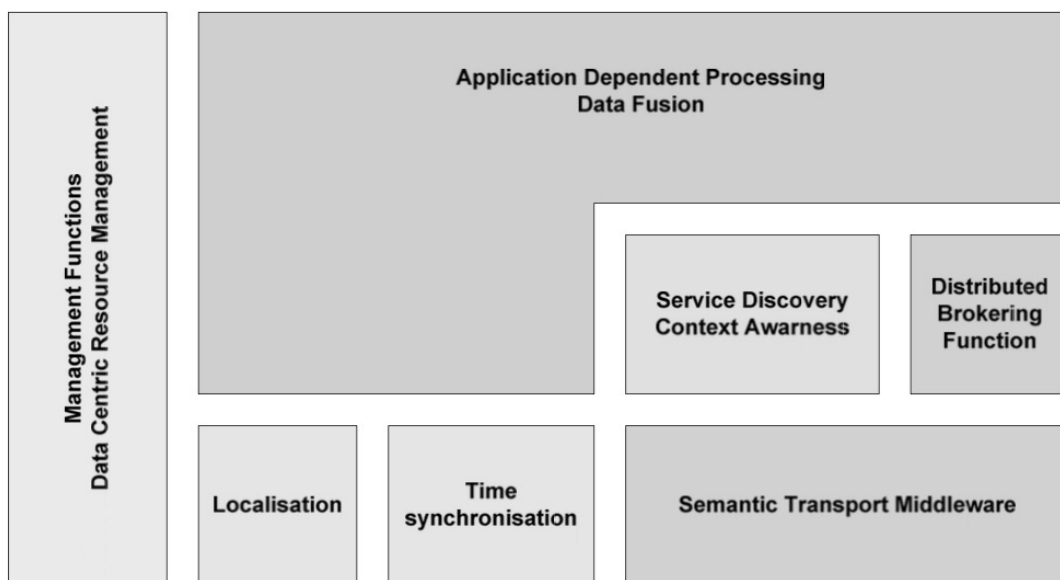 Management Functions
Data Centric Resource Management
Application Dependent Processing
Data Fusion
Service Discovery
Context Awarness
Distributed
Brokering
Function
Localisation
Time
synchronisation
Semantic Transport Middleware